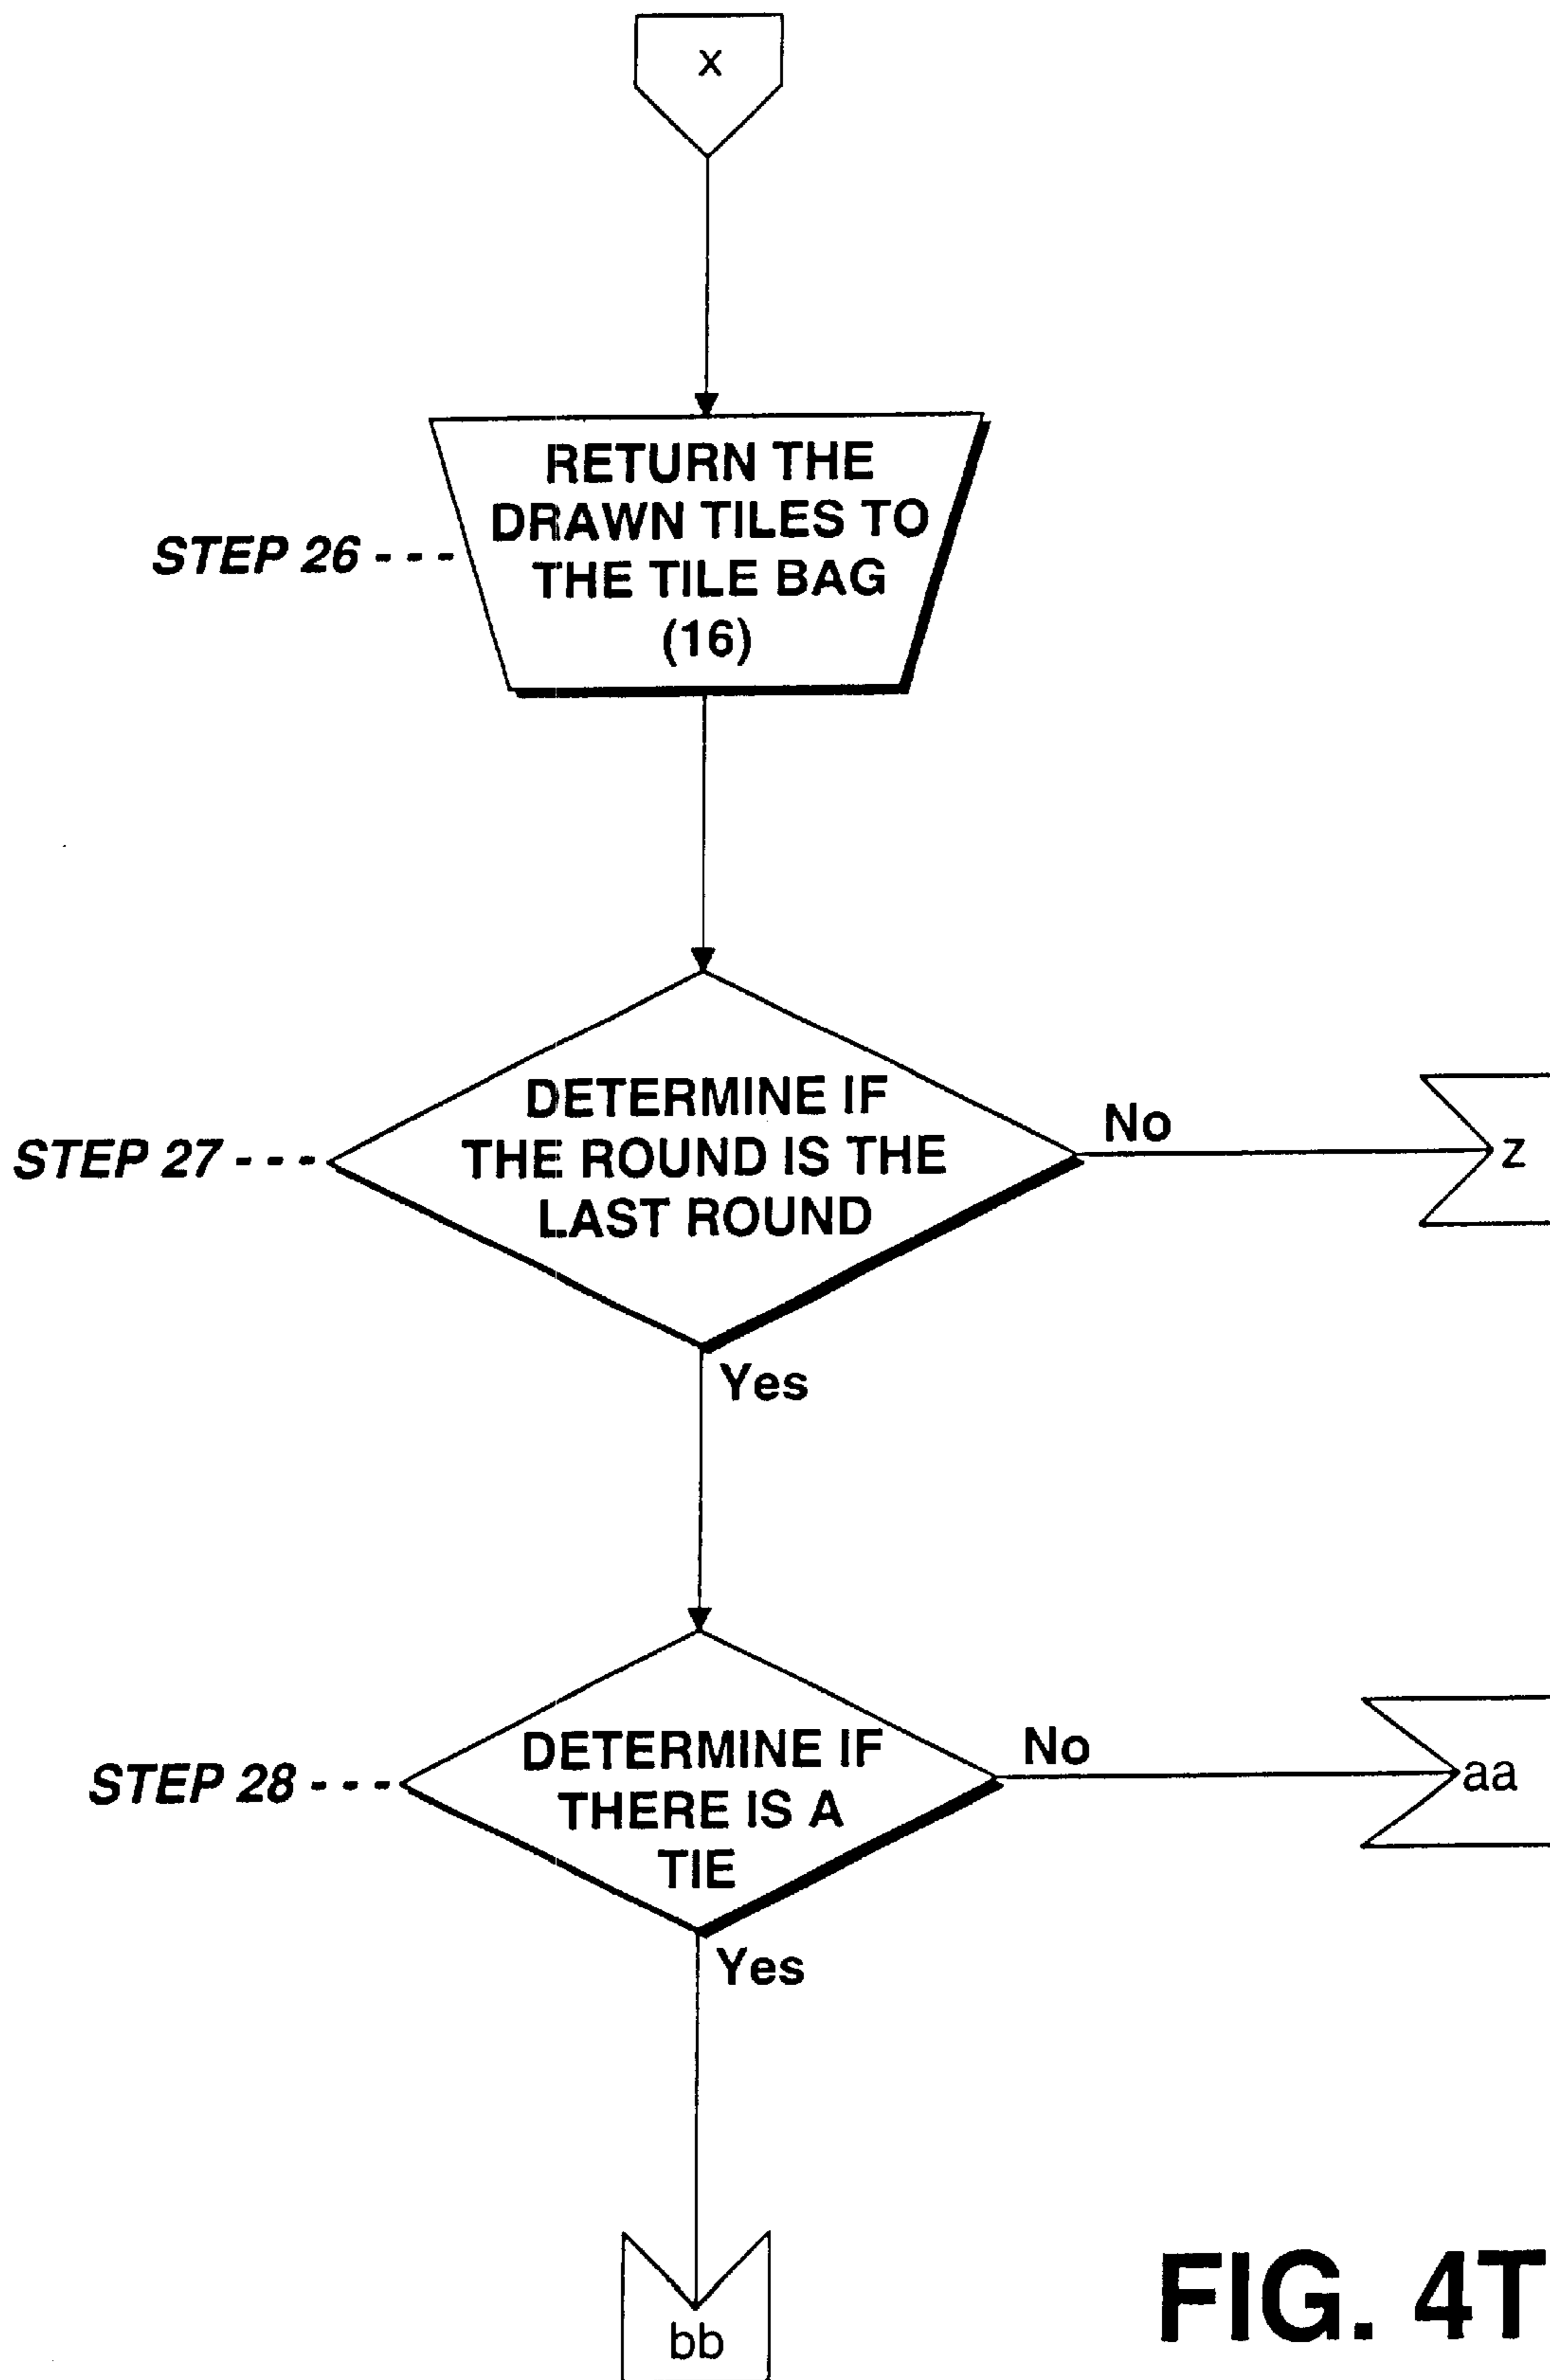 x
RETURN THE
DRAWN TILES TO
STEP 26 ---
THE TILE BAG
(16)
DETERMINE IF
No
STEP 27 ---
THE ROUND IS THE
z
LAST ROUND
Yes
DETERMINE IF
No
STEP 28 ---
THERE IS A
aa
TIE
Yes
bb
FIG. 4T